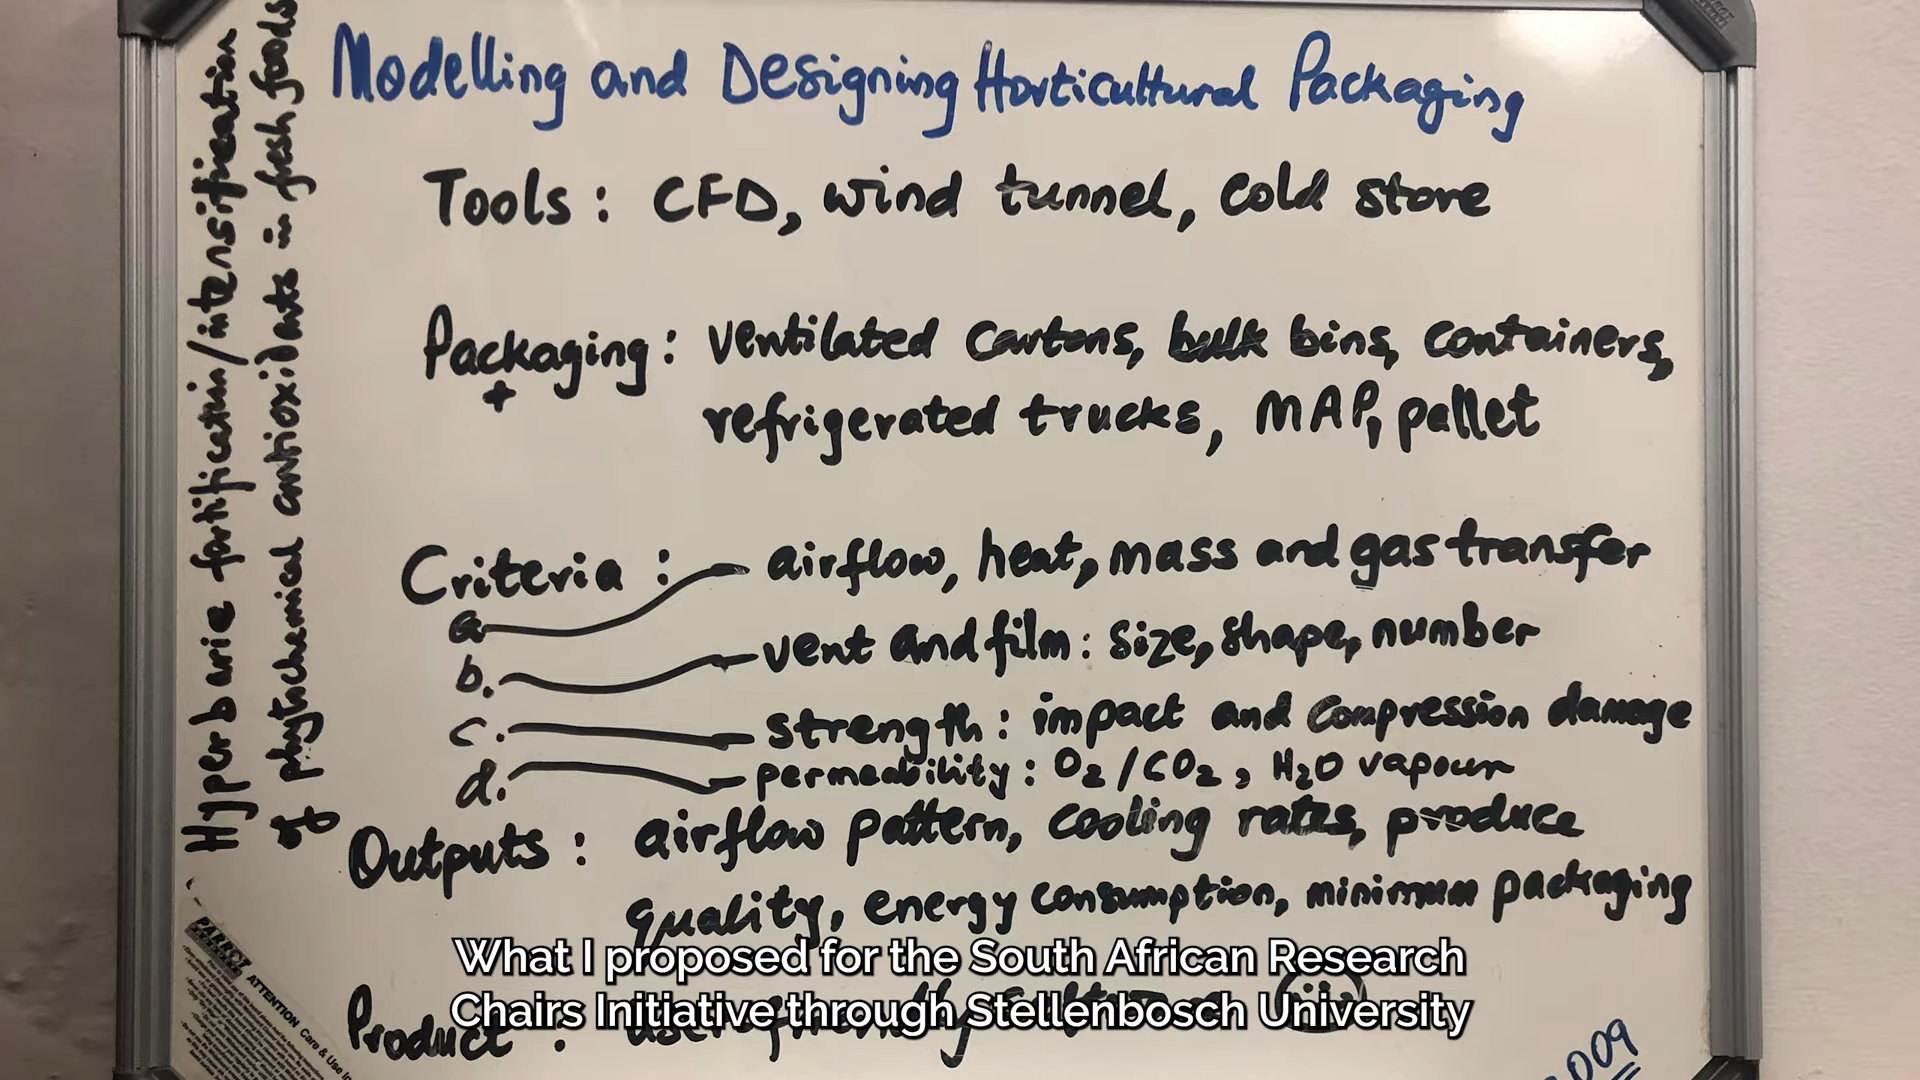 Modelling and Designing Horticultural Packaging
Tools : CFD, wind tunnel, cold store
Packaging : ventilated cartons, bulk bins, containers,
+ refrigerated trucks, MAP, pallet
Criteria :
a. airflow, heat, mass and gas transfer
b. vent and film : size, shape, number
c. strength : impact and compression damage
d. permeability : O2/CO2, H2O vapour
Outputs : airflow pattern, cooling rates, produce
quality, energy consumption, minimum packaging
Product :
Hyperbaric fortification/intensification
of phytochemical antioxidants in fresh foods
PARROT
ATTENTION Care & Use
What I proposed for the South African Research
Chairs Initiative through Stellenbosch University